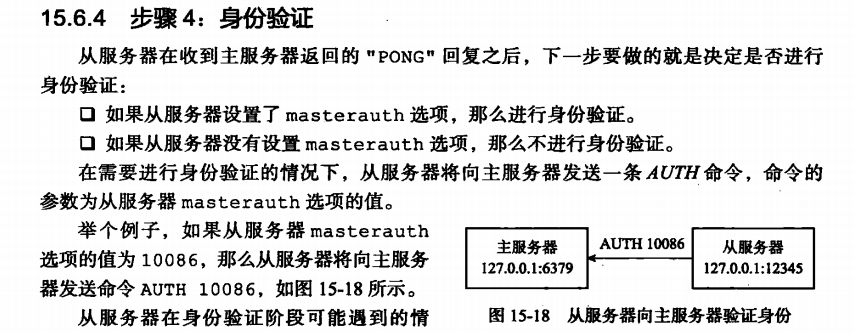 15.6.4 步骤 4：身份验证
从服务器在收到主服务器返回的 "PONG" 回复之后，下一步要做的就是决定是否进行
身份验证：
□ 如果从服务器设置了 masterauth 选项，那么进行身份验证。
□ 如果从服务器没有设置 masterauth 选项，那么不进行身份验证。
在需要进行身份验证的情况下，从服务器将向主服务器发送一条 AUTH 命令，命令的
参数为从服务器 masterauth 选项的值。
举个例子，如果从服务器 masterauth
选项的值为 10086，那么从服务器将向主服务
器发送命令 AUTH 10086，如图 15-18 所示。
从服务器在身份验证阶段可能遇到的情
主服务器
127.0.0.1:6379
AUTH 10086
从服务器
127.0.0.1:12345
图 15-18 从服务器向主服务器验证身份